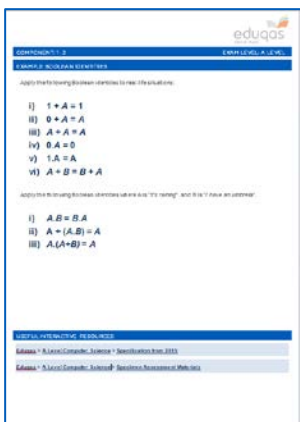 eduqas
COMPONENT 1: 2 EXAM LEVEL: A LEVEL
EXAMPLE BOOLEAN IDENTITIES
Apply the following Boolean identities to real life situations:
i) 1 + A = 1
ii) 0 + A = A
iii) A + A = A
iv) 0.A = 0
v) 1.A = A
vi) A + B = B + A
Apply the following Boolean identities where A is "It's raining", and B is "I have an umbrella"
i) A.B = B.A
ii) A + (A.B) = A
iii) A.(A+B) = A
USEFUL INTERACTIVE RESOURCES
Eduqas > A Level Computer Science > Specification from 2015
Eduqas > A Level Computer Science > Specimen Assessment Materials